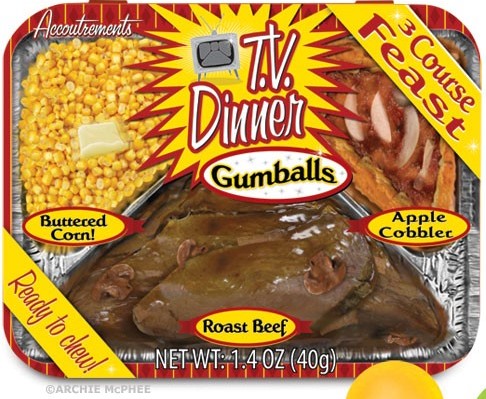 Accoutrements
3 Course
Feast
T.V.
Dinner
Gumballs
Buttered
Corn!
Apple
Cobbler
Ready to chew!
Roast Beef
NET WT: 1.4 OZ (40g)
©ARCHIE McPHEE